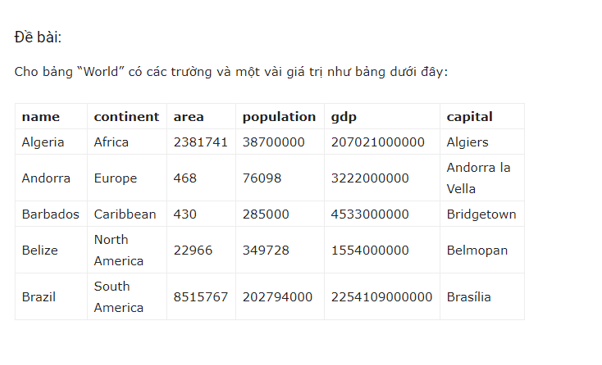 Đề bài:
Cho bảng “World” có các trường và một vài giá trị như bảng dưới đây:
name continent area population gdp capital
Algeria Africa 2381741 38700000 207021000000 Algiers
Andorra Europe 468 76098 3222000000 Andorra la
Vella
Barbados Caribbean 430 285000 4533000000 Bridgetown
Belize North
America 22966 349728 1554000000 Belmopan
Brazil South
America 8515767 202794000 2254109000000 Brasília